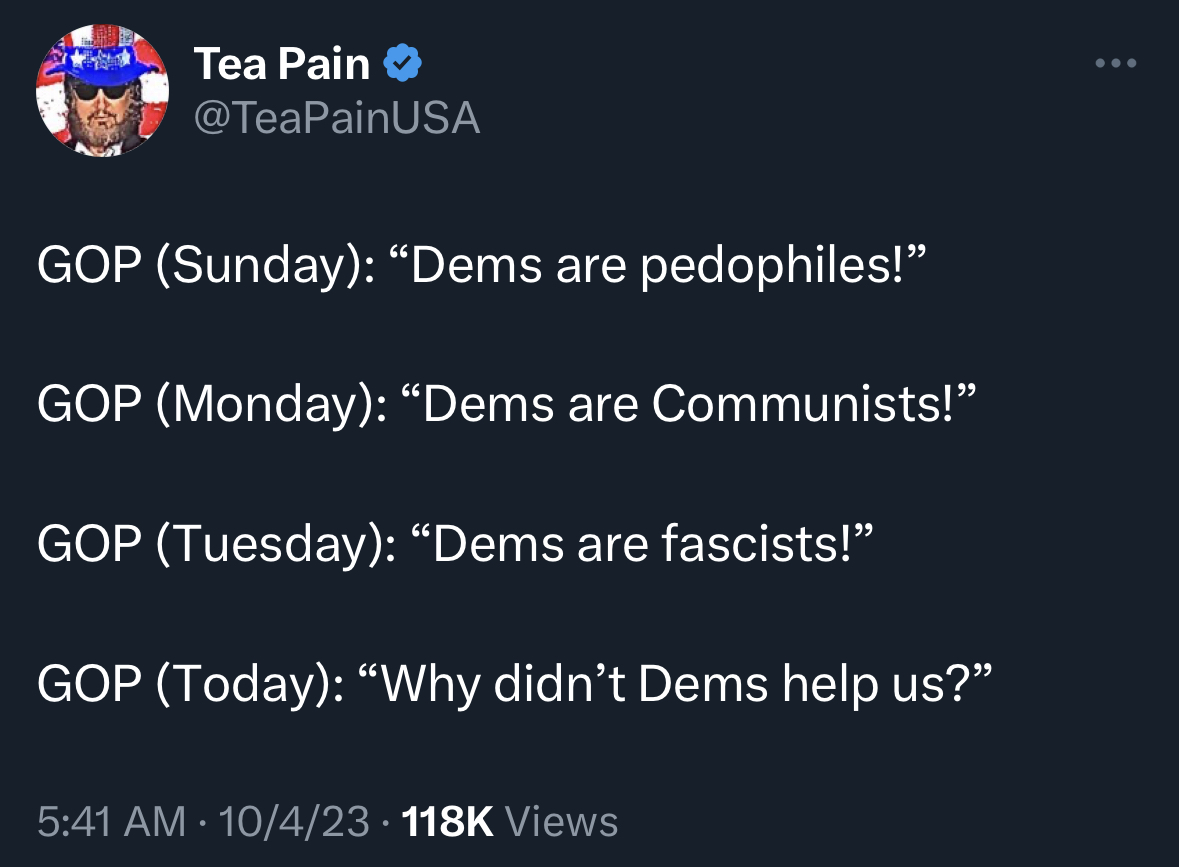 Tea Pain
@TeaPainUSA
GOP (Sunday): “Dems are pedophiles!”
GOP (Monday): “Dems are Communists!”
GOP (Tuesday): “Dems are fascists!”
GOP (Today): “Why didn’t Dems help us?”
5:41 AM · 10/4/23 · 118K Views